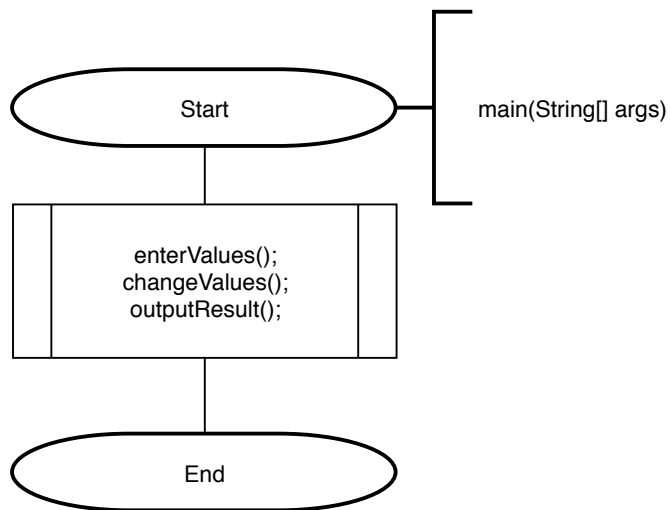 Start
main(String[] args)
enterValues();
changeValues();
outputResult();
End